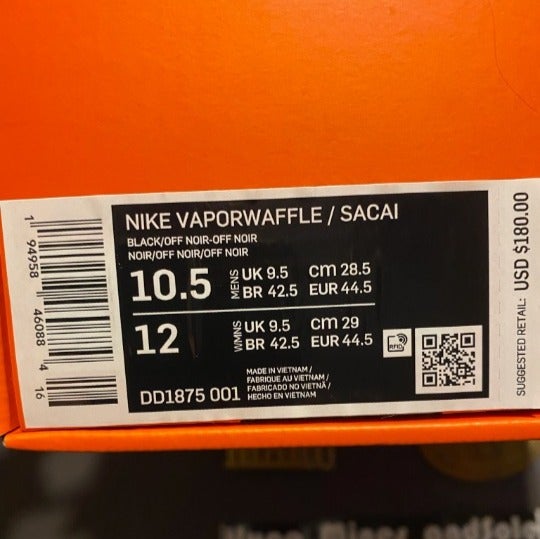 NIKE VAPORWAFFLE / SACAI
BLACK/OFF NOIR-OFF NOIR
NOIR/OFF NOIR/OFF NOIR
10.5 MENS UK 9.5 cm 28.5
BR 42.5 EUR 44.5
12 WMNS UK 9.5 cm 29
BR 42.5 EUR 44.5
RFID
DD1875 001
MADE IN VIETNAM /
FABRIQUE AU VIETNAM /
FABRICADO NO VIETNÃ /
HECHO EN VIETNAM
1 94958 46088 4 16
SUGGESTED RETAIL: USD $180.00